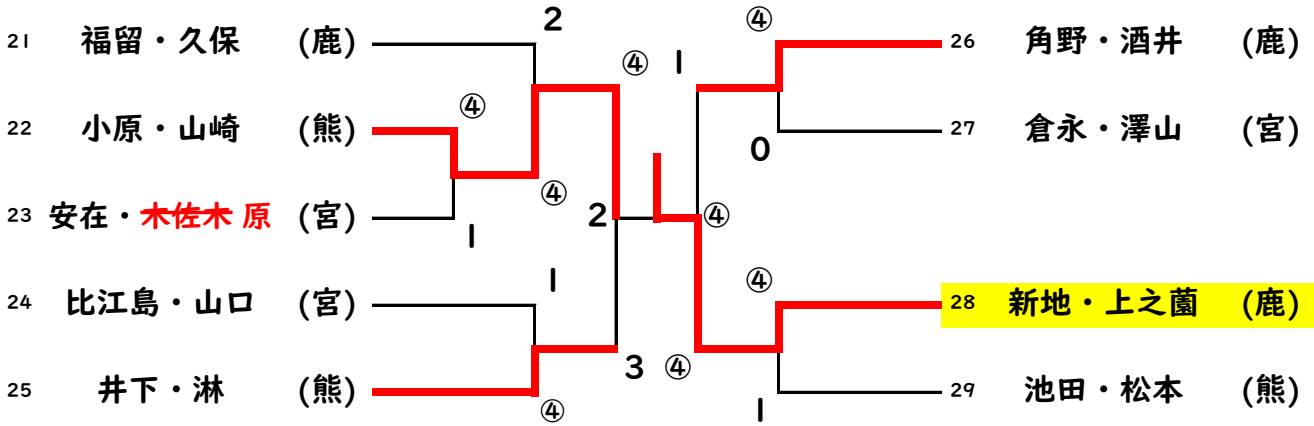 2 ④
21 福留・久保 (鹿) 26 角野・酒井 (鹿)
④ 1
④
22 小原・山崎 (熊) 27 倉永・澤山 (宮)
0
④
23 安在・木佐木 原 (宮) 2 ④
1
1 ④
24 比江島・山口 (宮) 28 新地・上之薗 (鹿)
3 ④
25 井下・淋 (熊) 29 池田・松本 (熊)
④ 1